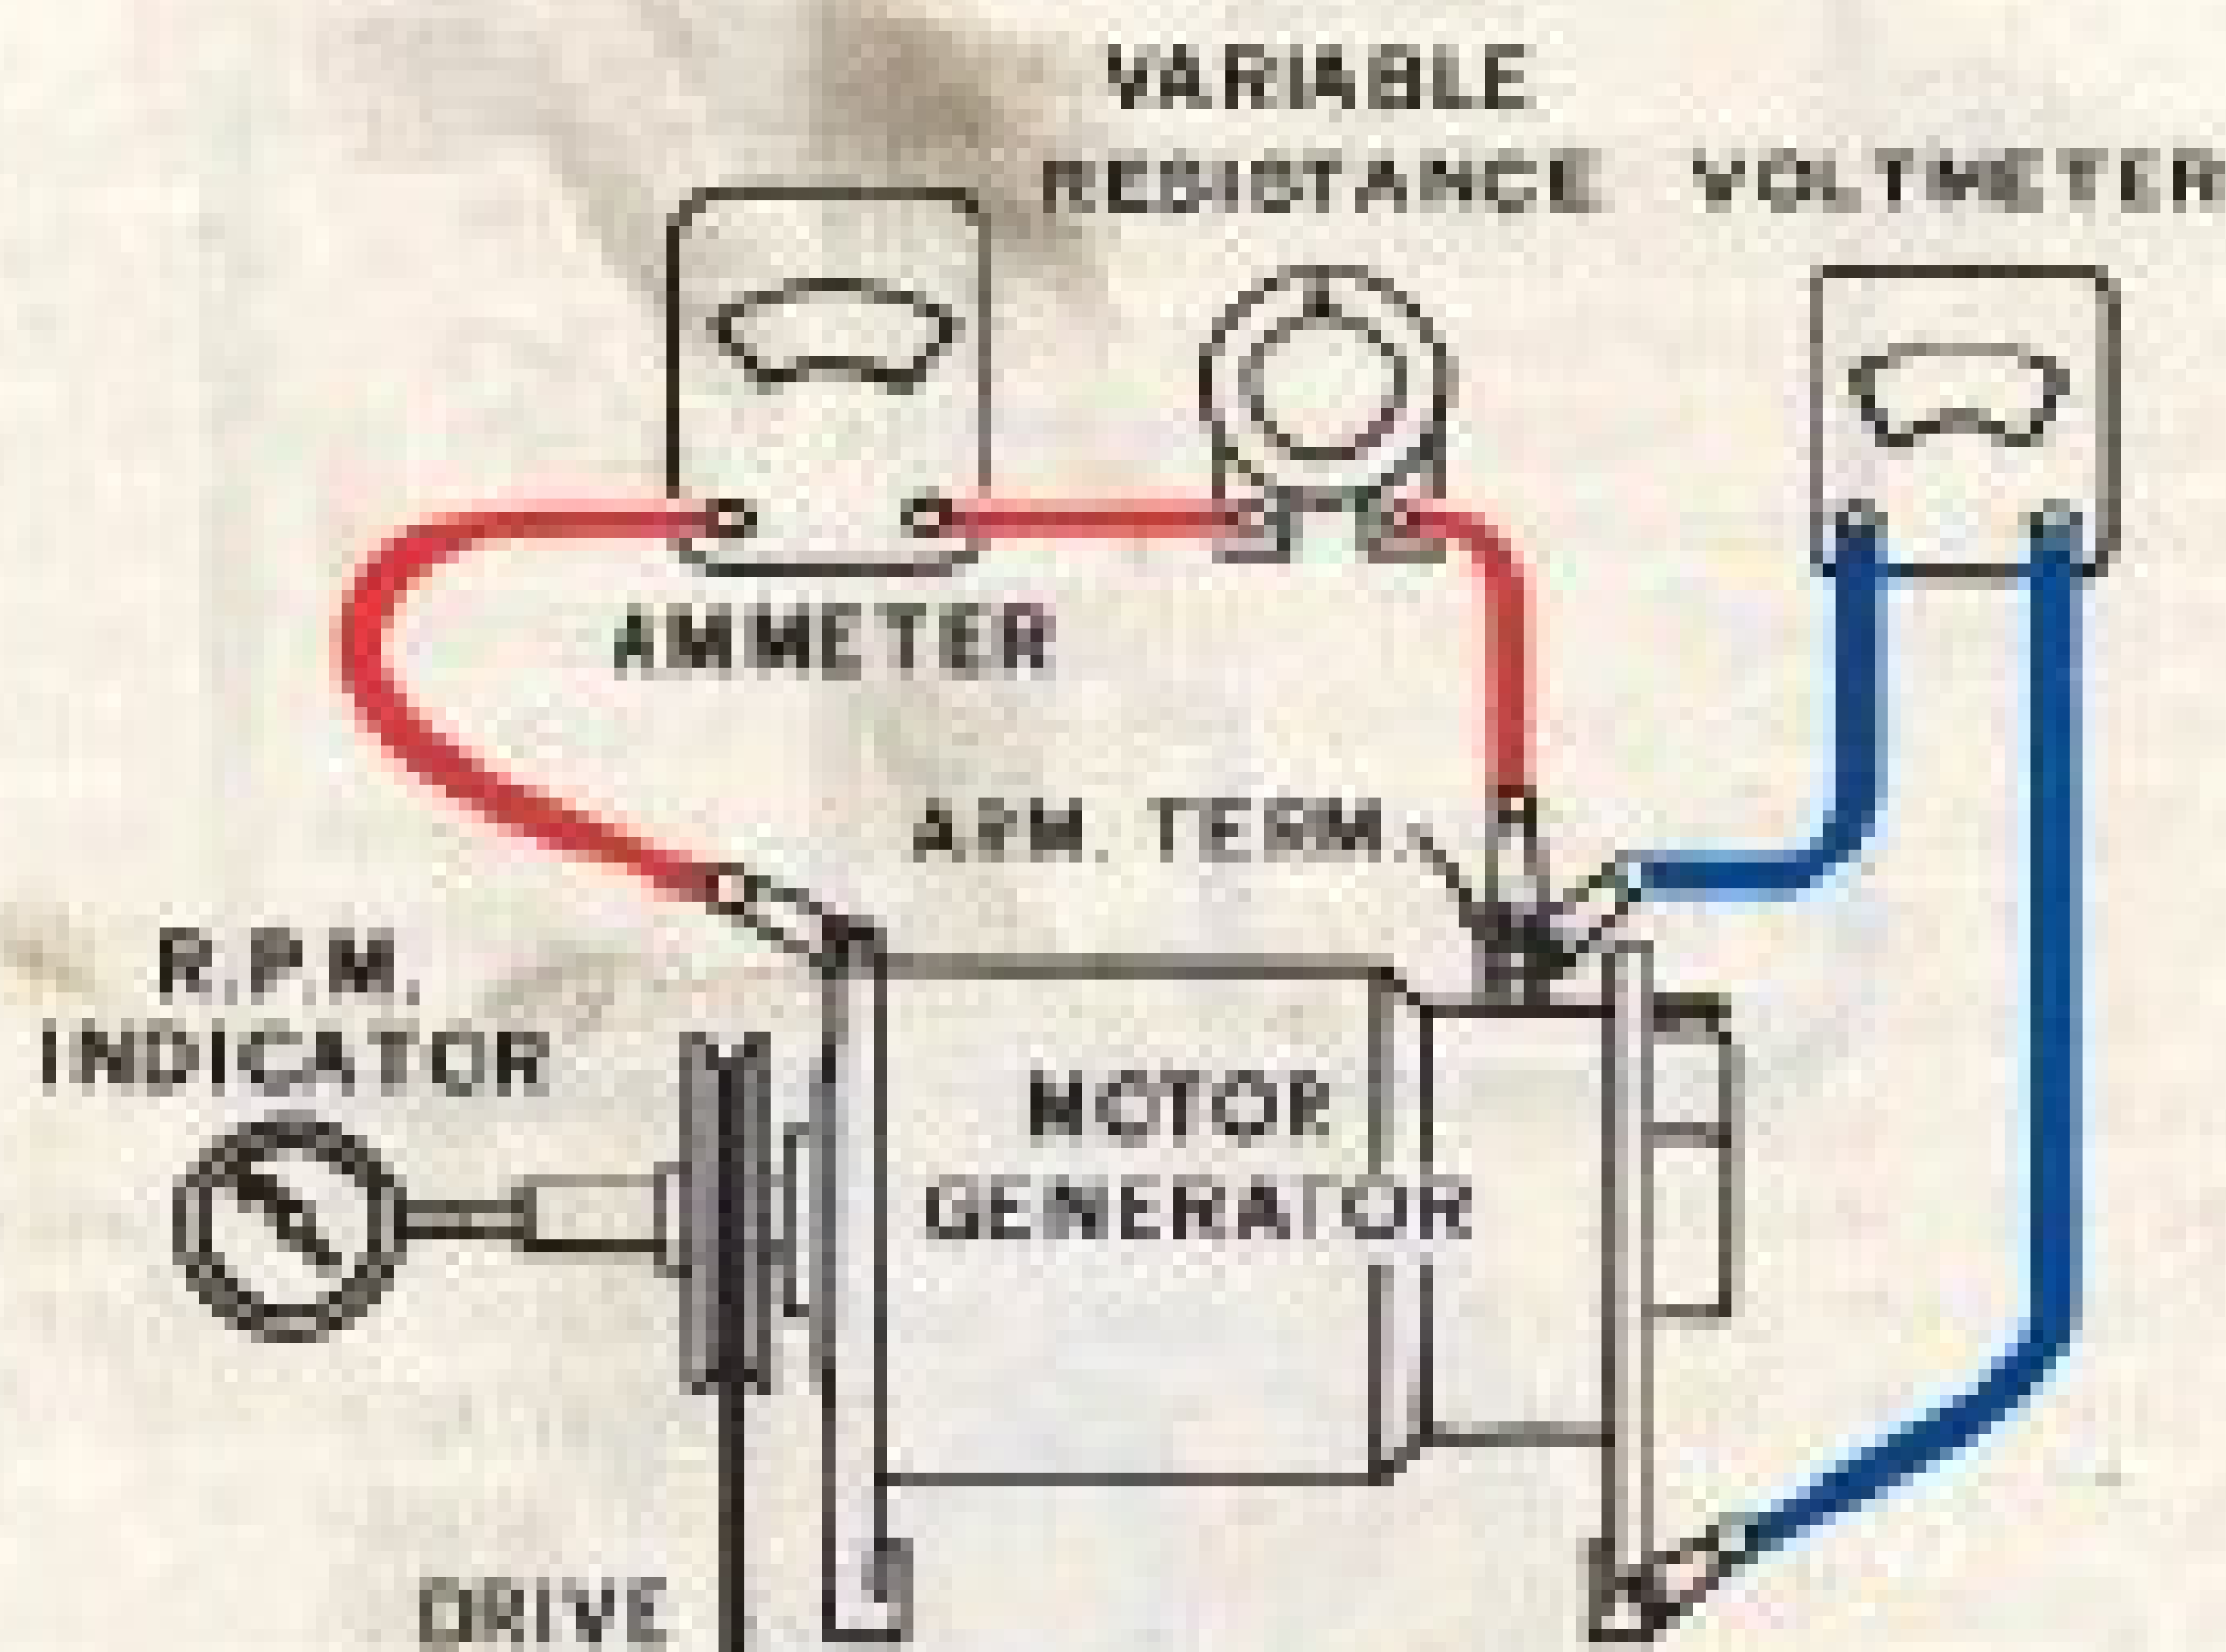 VARIABLE
RESISTANCE
VOLTMETER
AMMETER
ARM. TERM.
R.P.M.
INDICATOR
MOTOR
GENERATOR
DRIVE